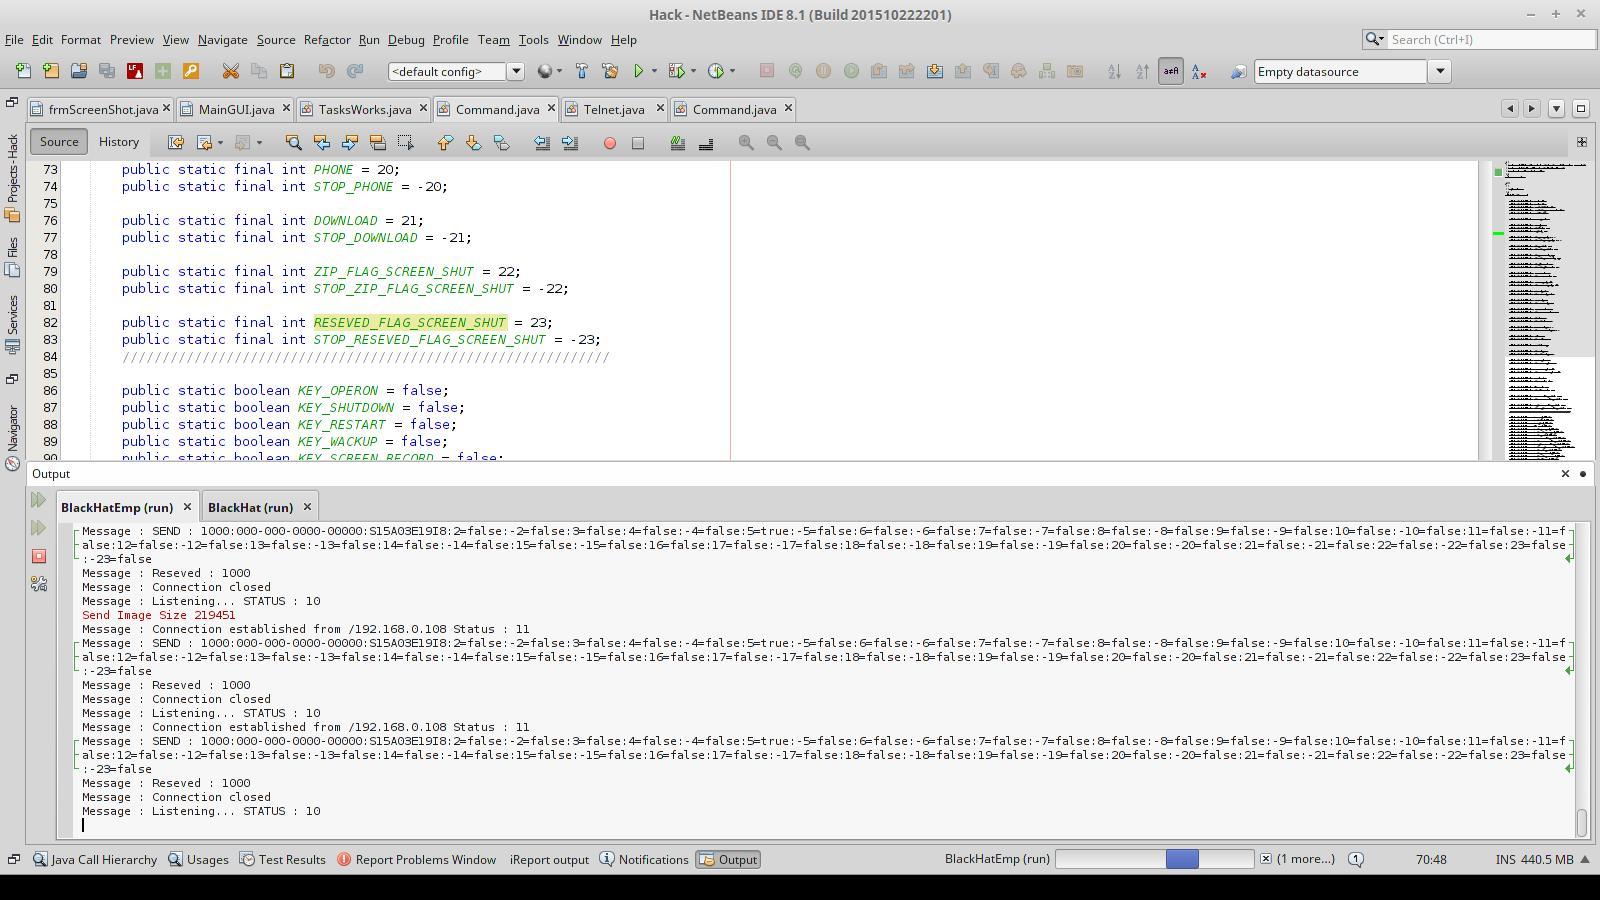 Hack - NetBeans IDE 8.1 (Build 201510222201)
File Edit Format Preview View Navigate Source Refactor Run Debug Profile Team Tools Window Help
Search (Ctrl+I)
<default config>
Empty datasource
frmScreenShot.java MainGUI.java TasksWorks.java Command.java Telnet.java Command.java
Source History
Projects - Hack
Files
Services
Navigator
73 public static final int PHONE = 20;
74 public static final int STOP_PHONE = -20;
75
76 public static final int DOWNLOAD = 21;
77 public static final int STOP_DOWNLOAD = -21;
78
79 public static final int ZIP_FLAG_SCREEN_SHUT = 22;
80 public static final int STOP_ZIP_FLAG_SCREEN_SHUT = -22;
81
82 public static final int RESEVED_FLAG_SCREEN_SHUT = 23;
83 public static final int STOP_RESEVED_FLAG_SCREEN_SHUT = -23;
84 /////////////////////////////////////////////////////////////
85
86 public static boolean KEY_OPERON = false;
87 public static boolean KEY_SHUTDOWN = false;
88 public static boolean KEY_RESTART = false;
89 public static boolean KEY_WACKUP = false;
90 public static boolean KEY_SCREEN_RECORD = false;
Output
BlackHatEmp (run) BlackHat (run)
Message : SEND : 1000:000-000-0000-00000:S15A03E19I8:2=false:-2=false:3=false:4=false:-4=false:5=true:-5=false:6=false:-6=false:7=false:-7=false:8=false:-8=false:9=false:-9=false:10=false:-10=false:11=false:-11=f
alse:12=false:-12=false:13=false:-13=false:14=false:-14=false:15=false:-15=false:16=false:17=false:-17=false:18=false:-18=false:19=false:-19=false:20=false:-20=false:21=false:-21=false:22=false:-22=false:23=false
:-23=false
Message : Reseved : 1000
Message : Connection closed
Message : Listening... STATUS : 10
Send Image Size 219451
Message : Connection established from /192.168.0.108 Status : 11
Message : SEND : 1000:000-000-0000-00000:S15A03E19I8:2=false:-2=false:3=false:4=false:-4=false:5=true:-5=false:6=false:-6=false:7=false:-7=false:8=false:-8=false:9=false:-9=false:10=false:-10=false:11=false:-11=f
alse:12=false:-12=false:13=false:-13=false:14=false:-14=false:15=false:-15=false:16=false:17=false:-17=false:18=false:-18=false:19=false:-19=false:20=false:-20=false:21=false:-21=false:22=false:-22=false:23=false
:-23=false
Message : Reseved : 1000
Message : Connection closed
Message : Listening... STATUS : 10
Message : Connection established from /192.168.0.108 Status : 11
Message : SEND : 1000:000-000-0000-00000:S15A03E19I8:2=false:-2=false:3=false:4=false:-4=false:5=true:-5=false:6=false:-6=false:7=false:-7=false:8=false:-8=false:9=false:-9=false:10=false:-10=false:11=false:-11=f
alse:12=false:-12=false:13=false:-13=false:14=false:-14=false:15=false:-15=false:16=false:17=false:-17=false:18=false:-18=false:19=false:-19=false:20=false:-20=false:21=false:-21=false:22=false:-22=false:23=false
:-23=false
Message : Reseved : 1000
Message : Connection closed
Message : Listening... STATUS : 10
Java Call Hierarchy Usages Test Results Report Problems Window iReport output Notifications Output BlackHatEmp (run) (1 more...) 1 70:48 INS 440.5 MB